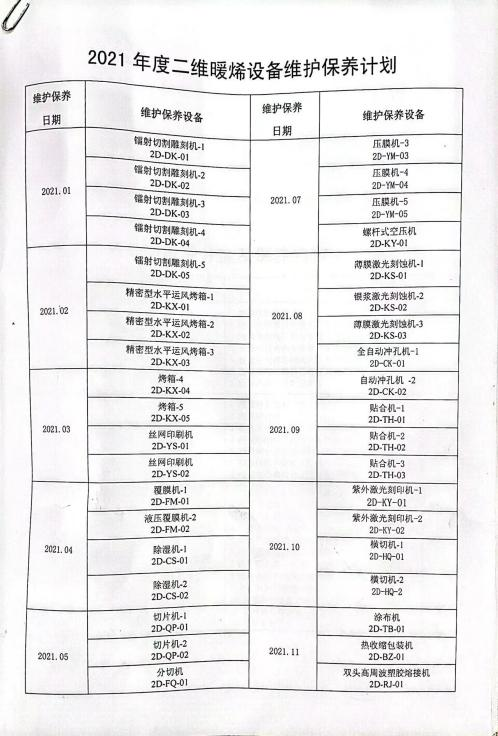 2021 年度二维暖烯设备维护保养计划
维护保养
日期
维护保养设备
维护保养
日期
维护保养设备
2021.01
镭射切割雕刻机-1
2D-DK-01
镭射切割雕刻机-2
2D-DK-02
镭射切割雕刻机-3
2D-DK-03
镭射切割雕刻机-4
2D-DK-04
2021.07
压膜机-3
2D-YM-03
压膜机-4
2D-YM-04
压膜机-5
2D-YM-05
螺杆式空压机
2D-KY-01
2021.02
镭射切割雕刻机-5
2D-DK-05
精密型水平运风烤箱-1
2D-KX-01
精密型水平运风烤箱-2
2D-KX-02
精密型水平运风烤箱-3
2D-KX-03
2021.08
薄膜激光刻蚀机-1
2D-KS-01
银浆激光刻蚀机-2
2D-KS-02
薄膜激光刻蚀机-3
2D-KS-03
全自动冲孔机-1
2D-CK-01
2021.03
烤箱-4
2D-KX-04
烤箱-5
2D-KX-05
丝网印刷机
2D-YS-01
丝网印刷机
2D-YS-02
2021.09
自动冲孔机 -2
2D-CK-02
贴合机-1
2D-TH-01
贴合机-2
2D-TH-02
贴合机-3
2D-TH-03
2021.04
覆膜机-1
2D-FM-01
液压覆膜机-2
2D-FM-02
除湿机-1
2D-CS-01
除湿机-2
2D-CS-02
2021.10
紫外激光刻印机-1
2D-KY-01
紫外激光刻印机-2
2D-KY-02
横切机-1
2D-HQ-01
横切机-2
2D-HQ-2
2021.05
切片机-1
2D-QP-01
切片机-2
2D-QP-02
分切机
2D-FQ-01
2021.11
涂布机
2D-TB-01
热收缩包装机
2D-BZ-01
双头高周波塑胶熔接机
2D-RJ-01